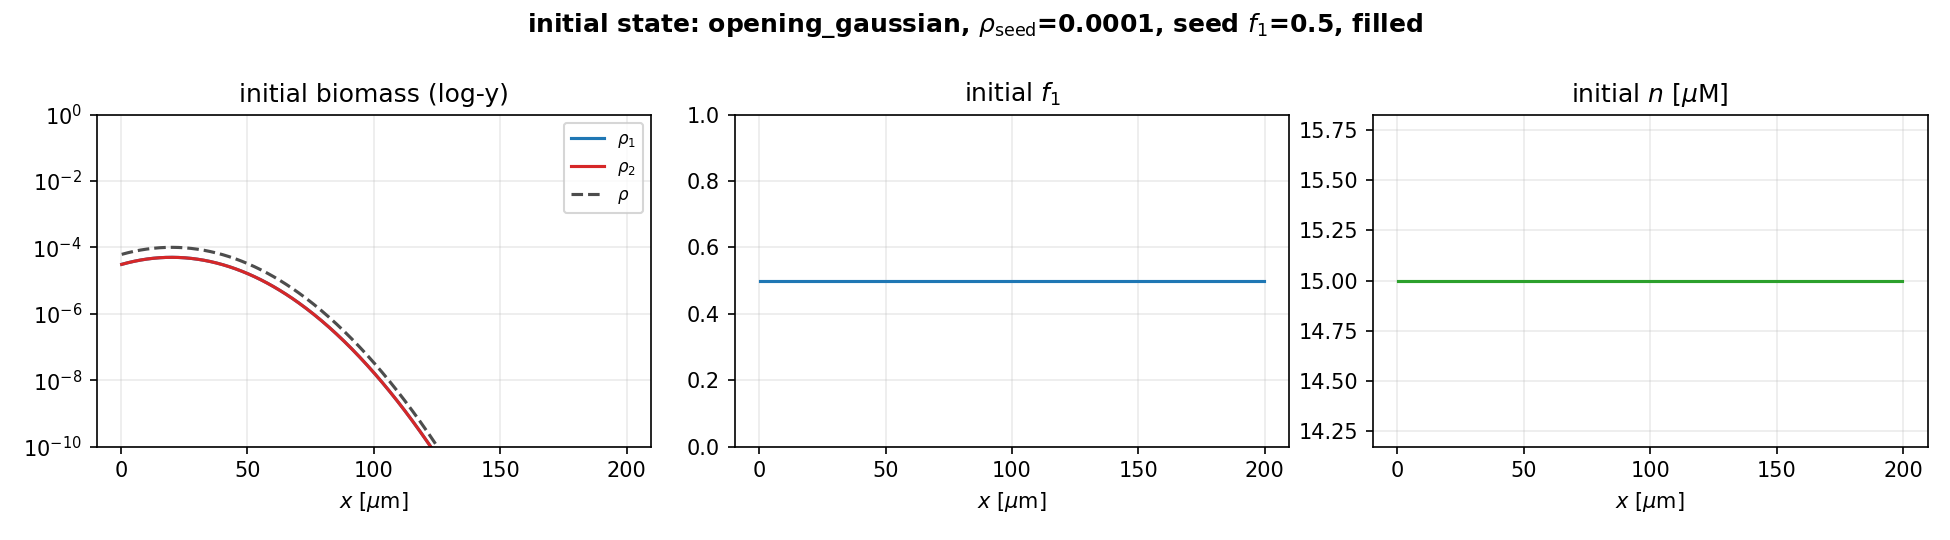 initial state: opening_gaussian, ρseed=0.0001, seed f1=0.5, filled
initial biomass (log-y)
10⁰
10⁻²
10⁻⁴
10⁻⁶
10⁻⁸
10⁻¹⁰
ρ1
ρ2
ρ
0 50 100 150 200
x [μm]
initial f1
1.0
0.8
0.6
0.4
0.2
0.0
0 50 100 150 200
x [μm]
initial n [μM]
15.75
15.50
15.25
15.00
14.75
14.50
14.25
0 50 100 150 200
x [μm]